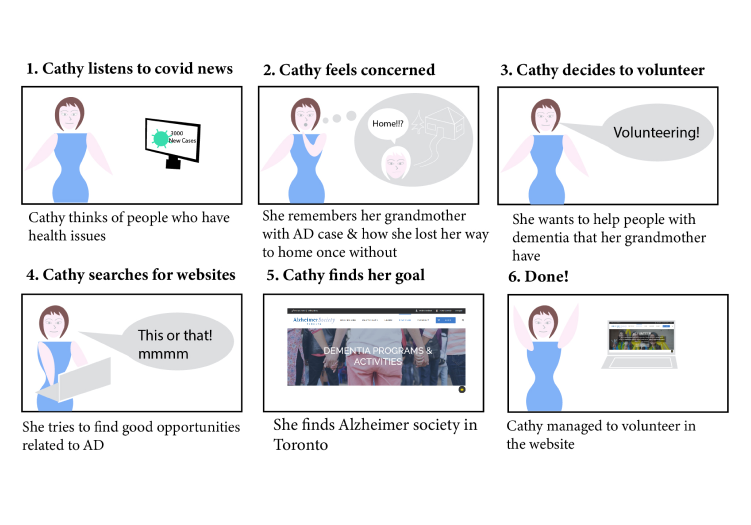 1. Cathy listens to covid news
3000
New Cases
Cathy thinks of people who have
health issues
2. Cathy feels concerned
Home!!?
She remembers her grandmother
with AD case & how she lost her way
to home once without
3. Cathy decides to volunteer
Volunteering!
She wants to help people with
dementia that her grandmother
have
4. Cathy searches for websites
This or that!
mmmm
She tries to find good opportunities
related to AD
5. Cathy finds her goal
AlzheimerSociety
DEMENTIA PROGRAMS &
ACTIVITIES
She finds Alzheimer society in
Toronto
6. Done!
Cathy managed to volunteer in
the website